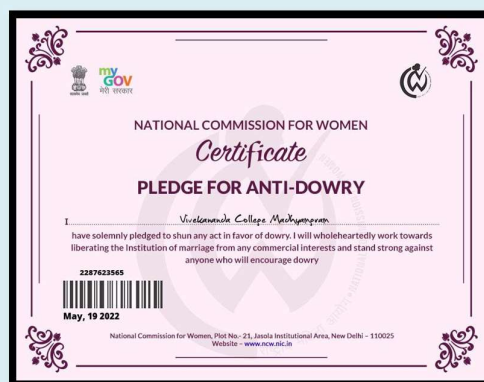 my
GOV
मेरी सरकार
NATIONAL COMMISSION FOR WOMEN
Certificate
PLEDGE FOR ANTI-DOWRY
I Vivekananda College Madhyampram
have solemnly pledged to shun any act in favor of dowry. I will wholeheartedly work towards
liberating the Institution of marriage from any commercial interests and stand strong against
anyone who will encourage dowry
2287623565
May, 19 2022
National Commission for Women, Plot No.- 21, Jasola Institutional Area, New Delhi – 110025
Website – www.ncw.nic.in